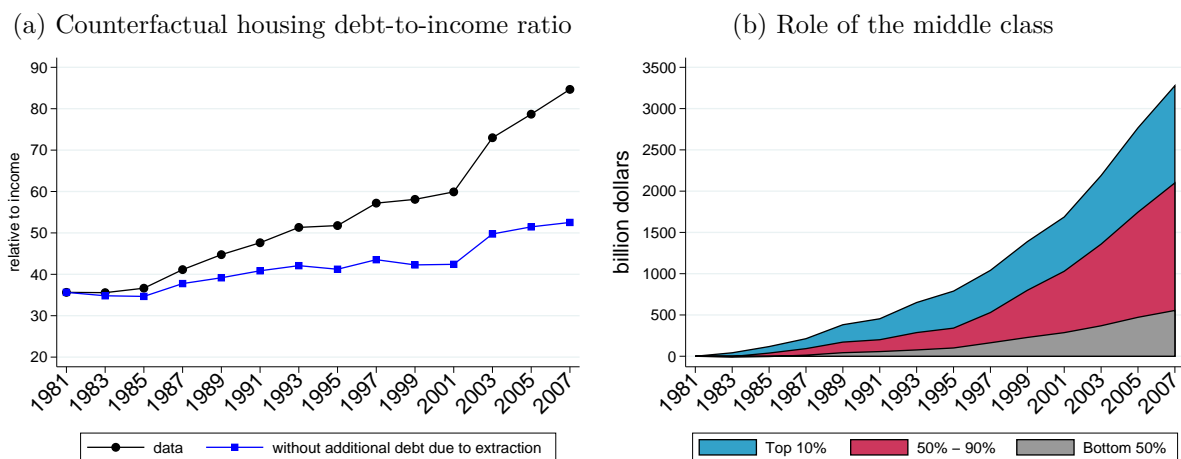 (a) Counterfactual housing debt-to-income ratio
relative to income
90
80
70
60
50
40
30
20
1981 1983 1985 1987 1989 1991 1993 1995 1997 1999 2001 2003 2005 2007
data without additional debt due to extraction
(b) Role of the middle class
billion dollars
3500
3000
2500
2000
1500
1000
500
0
1981 1983 1985 1987 1989 1991 1993 1995 1997 1999 2001 2003 2005 2007
Top 10% 50% – 90% Bottom 50%